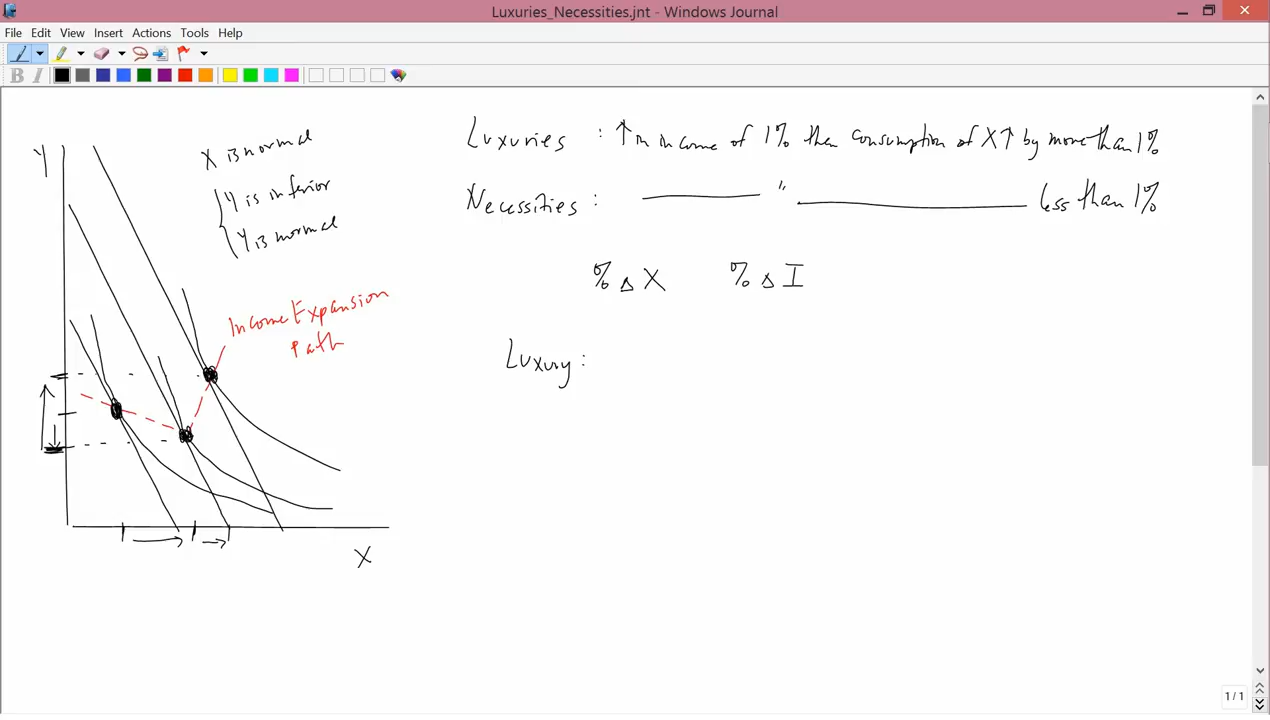 Luxuries_Necessities.jnt - Windows Journal
File Edit View Insert Actions Tools Help
B I
Y
X is normal
Y is inferior
Y is normal
Income Expansion
Path
X
Luxuries : ↑ in income of 1% then consumption of X ↑ by more than 1%
Necessities : " less than 1%
% Δ X % Δ I
Luxury :
1 / 1